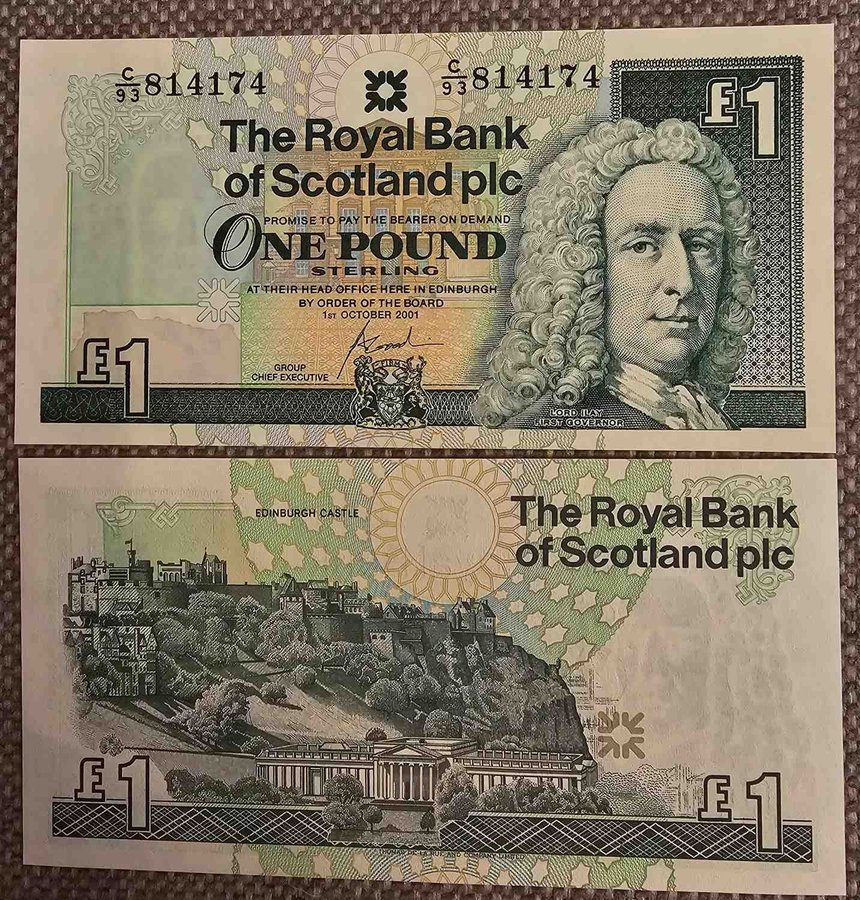 C/93 814174
C/93 814174
£1
The Royal Bank
of Scotland plc
PROMISE TO PAY THE BEARER ON DEMAND
ONE POUND
STERLING
AT THEIR HEAD OFFICE HERE IN EDINBURGH
BY ORDER OF THE BOARD
1ST OCTOBER 2001
GROUP
CHIEF EXECUTIVE
£1
LORD ILAY
FIRST GOVERNOR
EDINBURGH CASTLE
The Royal Bank
of Scotland plc
£1
£1